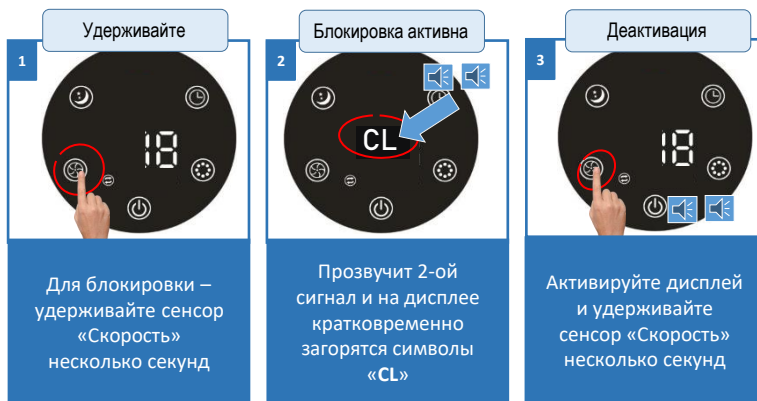 Удерживайте
1
18
Для блокировки –
удерживайте сенсор
«Скорость»
несколько секунд
Блокировка активна
2
CL
Прозвучит 2-ой
сигнал и на дисплее
кратковременно
загорятся символы
«CL»
Деактивация
3
18
Активируйте дисплей
и удерживайте
сенсор «Скорость»
несколько секунд